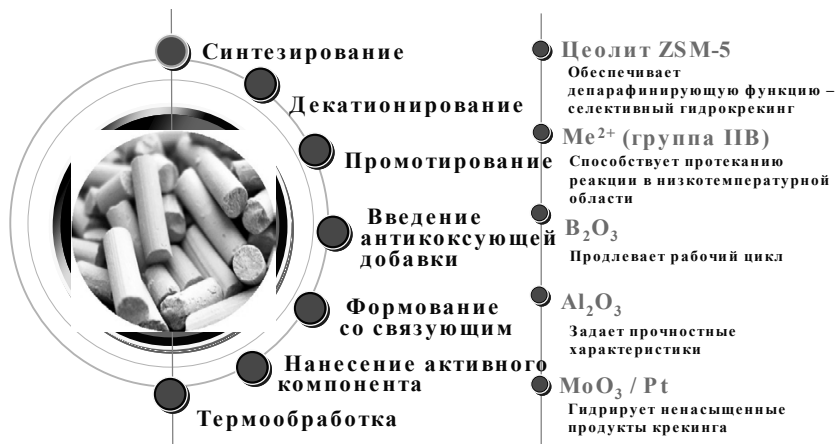 Синтезирование
Декатионирование
Промотирование
Введение
антикоксующей
добавки
Формование
со связующим
Нанесение активного
компонента
Термообработка
Цеолит ZSM-5
Обеспечивает
депарафинирующую функцию –
селективный гидрокрекинг
Me²⁺ (группа IIB)
Способствует протеканию
реакции в низкотемпературной
области
B₂O₃
Продлевает рабочий цикл
Al₂O₃
Задает прочностные
характеристики
MoO₃ / Pt
Гидрирует ненасыщенные
продукты крекинга